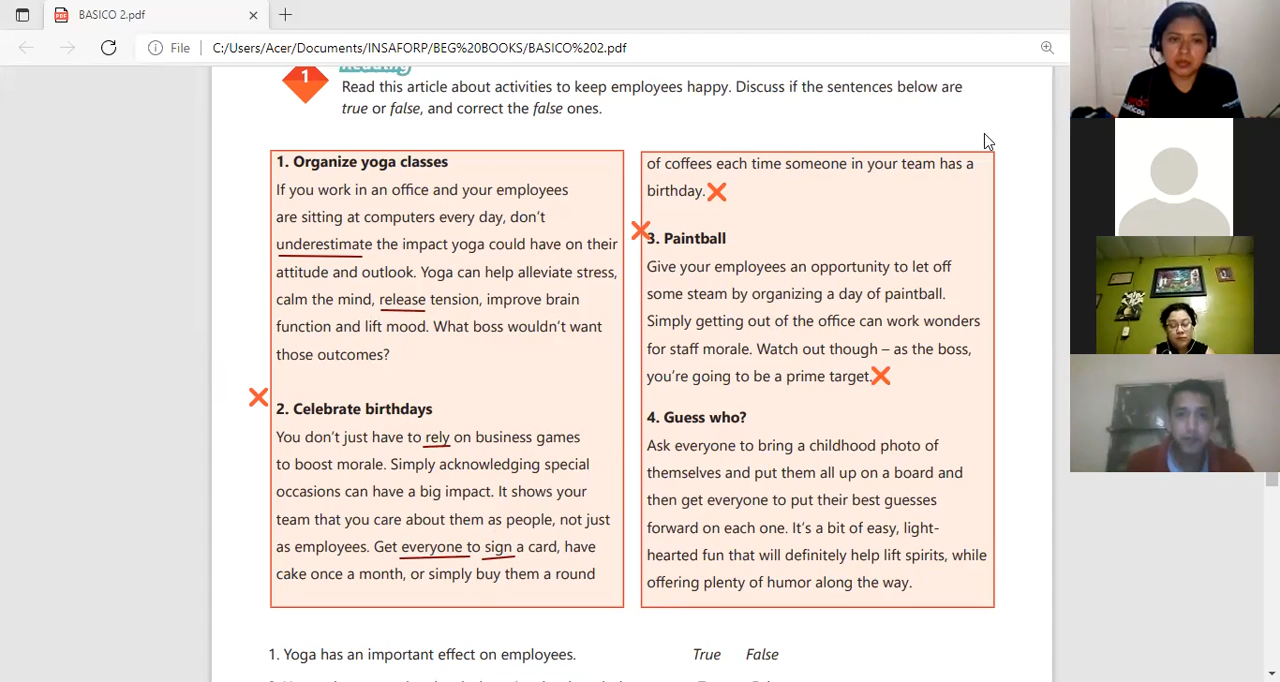 BASICO 2.pdf
File
C:/Users/Acer/Documents/INSAFORP/BEG%20BOOKS/BASICO%202.pdf
1
Reading
Read this article about activities to keep employees happy. Discuss if the sentences below are
true or false, and correct the false ones.
1. Organize yoga classes
If you work in an office and your employees
are sitting at computers every day, don't
underestimate the impact yoga could have on their
attitude and outlook. Yoga can help alleviate stress,
calm the mind, release tension, improve brain
function and lift mood. What boss wouldn't want
those outcomes?
2. Celebrate birthdays
You don't just have to rely on business games
to boost morale. Simply acknowledging special
occasions can have a big impact. It shows your
team that you care about them as people, not just
as employees. Get everyone to sign a card, have
cake once a month, or simply buy them a round
of coffees each time someone in your team has a
birthday.
3. Paintball
Give your employees an opportunity to let off
some steam by organizing a day of paintball.
Simply getting out of the office can work wonders
for staff morale. Watch out though – as the boss,
you're going to be a prime target.
4. Guess who?
Ask everyone to bring a childhood photo of
themselves and put them all up on a board and
then get everyone to put their best guesses
forward on each one. It's a bit of easy, light-
hearted fun that will definitely help lift spirits, while
offering plenty of humor along the way.
1. Yoga has an important effect on employees. True False